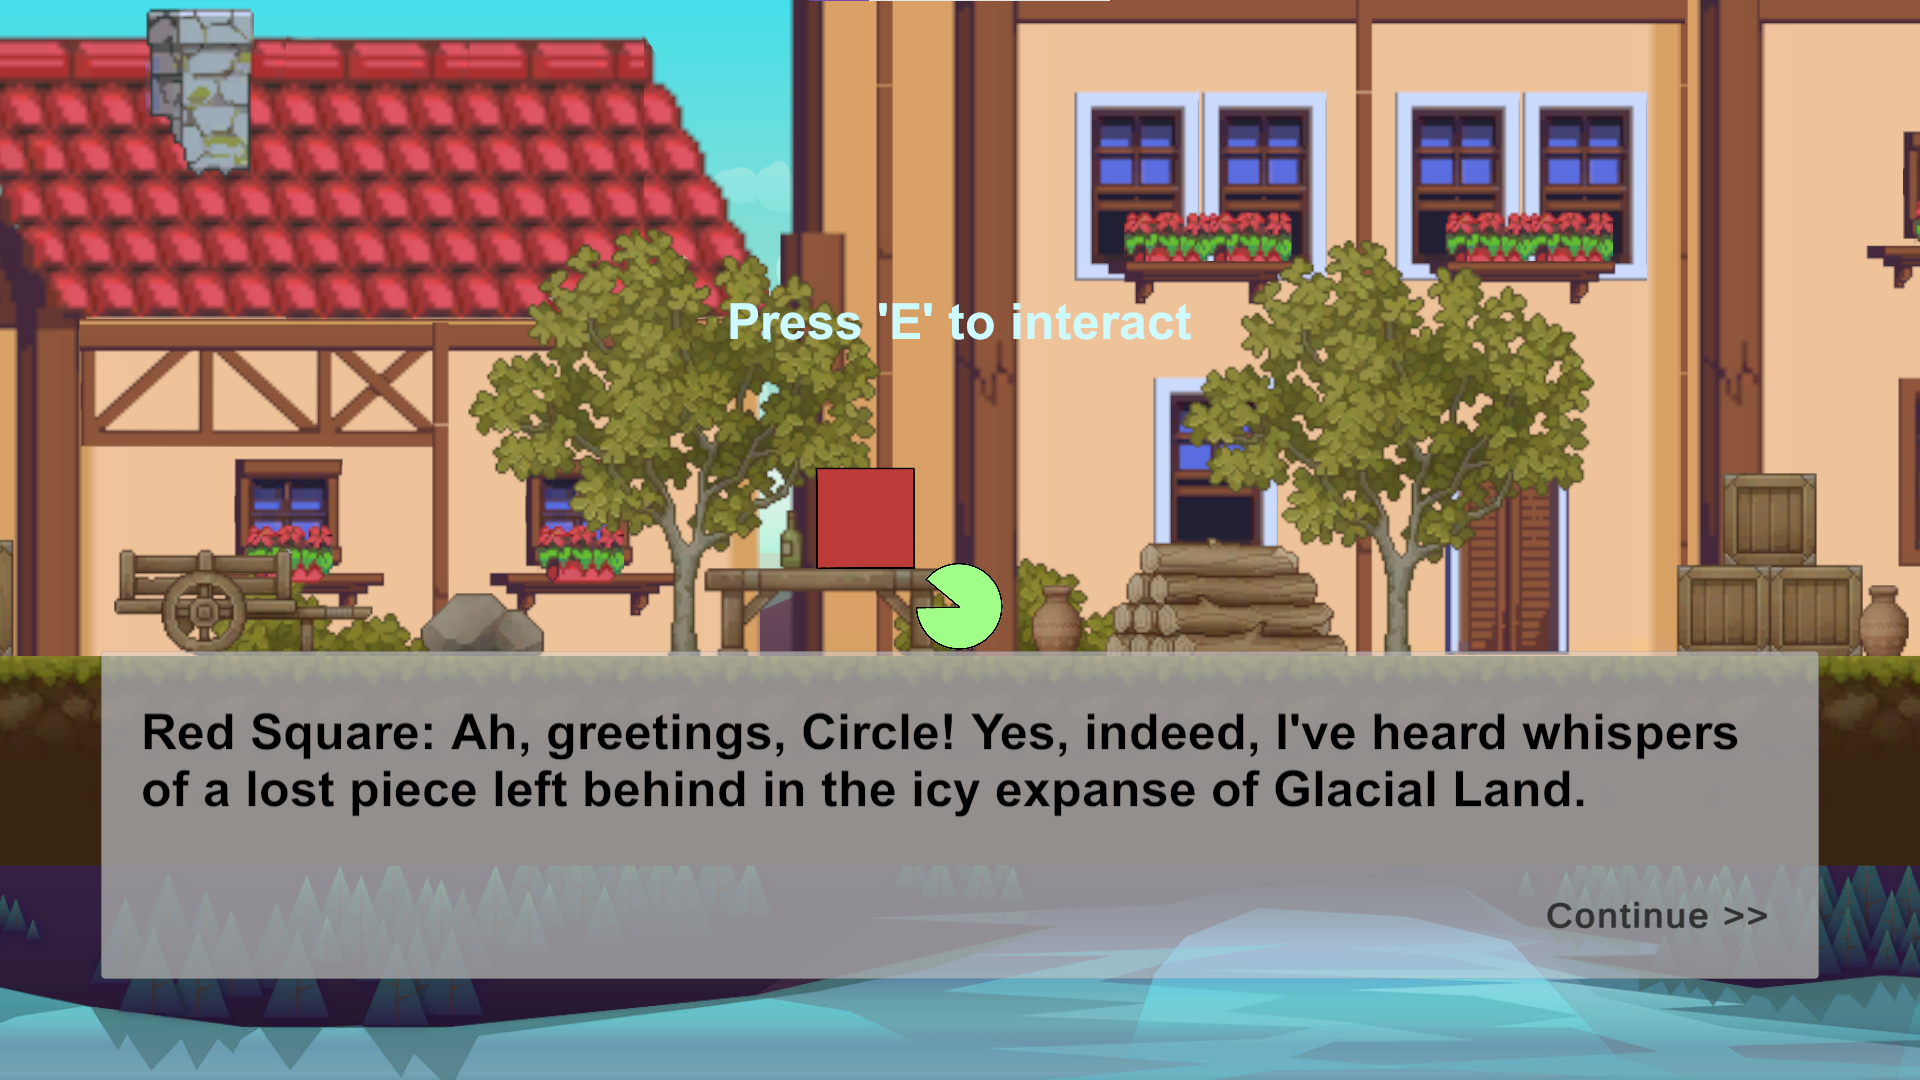 Press 'E' to interact
Red Square: Ah, greetings, Circle! Yes, indeed, I've heard whispers
of a lost piece left behind in the icy expanse of Glacial Land.
Continue >>